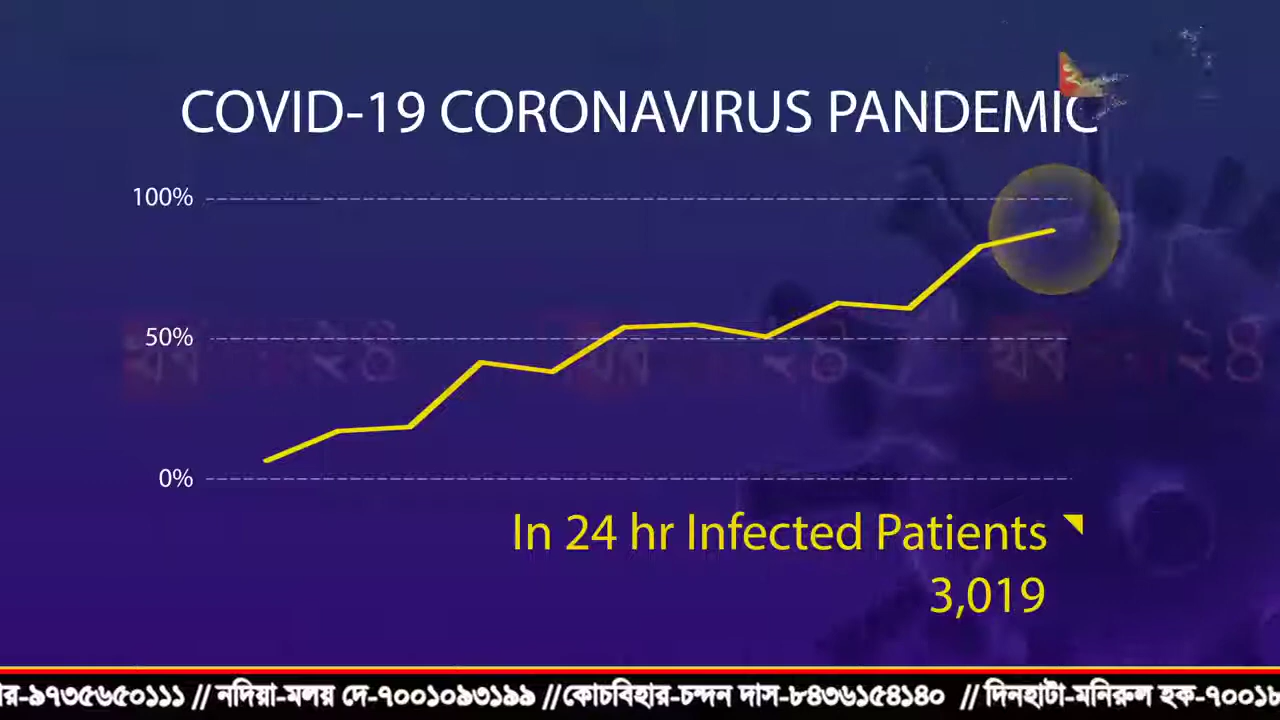 COVID-19 CORONAVIRUS PANDEMIC
100%
50%
0%
In 24 hr Infected Patients
3,019
র-৯৭৩৫৬৫০১১১ // নদিয়া-মলয় দে-৭০০১০৯৩১৯৯ //কোচবিহার-চন্দন দাস-৮৪৩৬১৫৪১৪০ // দিনহাটা-মনিরুল হক-৭০০১৮